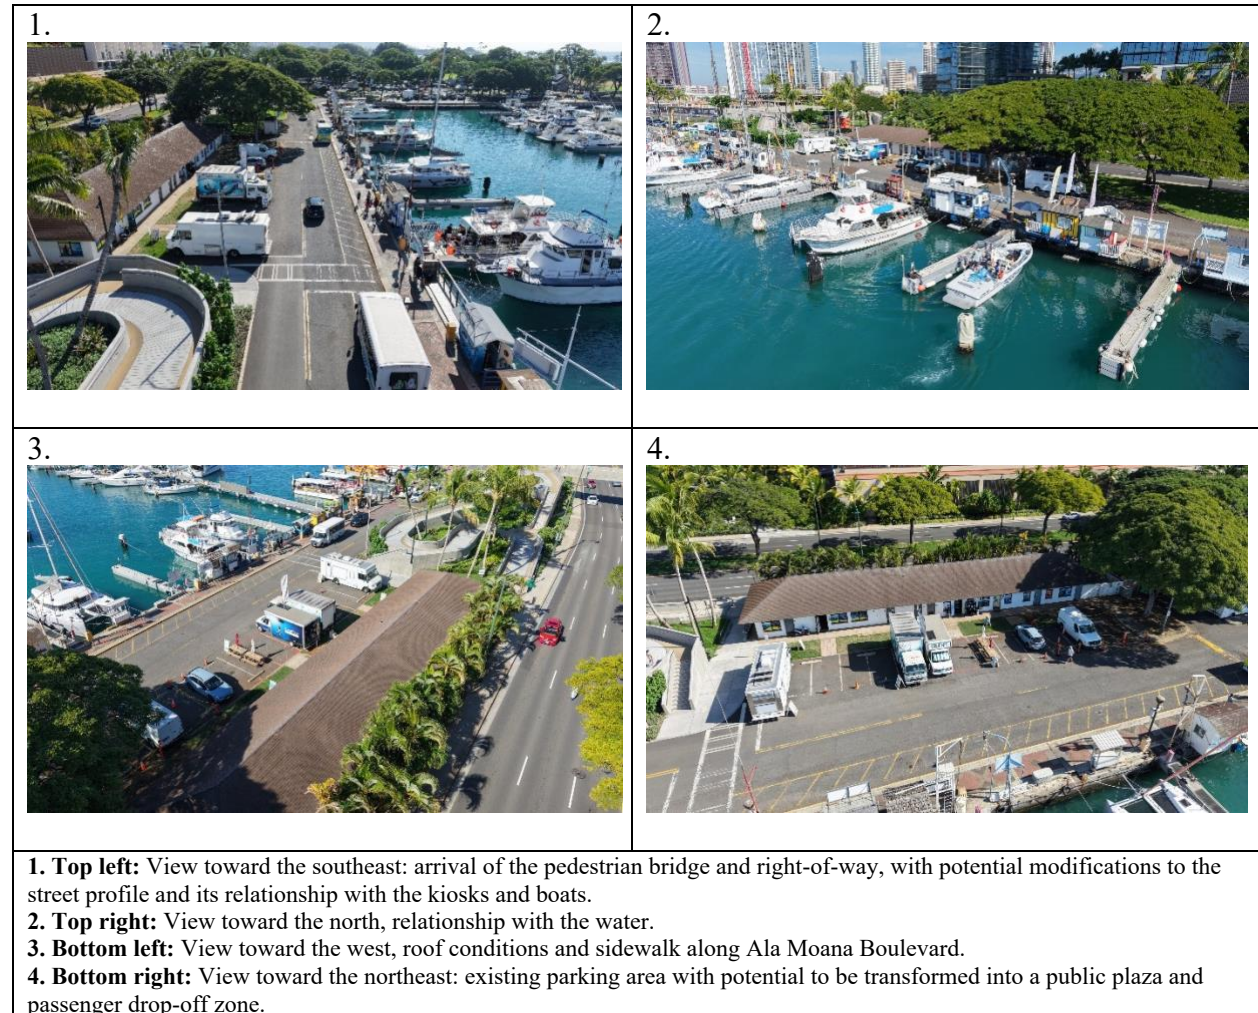 1.
2.
3.
4.
1. Top left: View toward the southeast: arrival of the pedestrian bridge and right-of-way, with potential modifications to the
street profile and its relationship with the kiosks and boats.
2. Top right: View toward the north, relationship with the water.
3. Bottom left: View toward the west, roof conditions and sidewalk along Ala Moana Boulevard.
4. Bottom right: View toward the northeast: existing parking area with potential to be transformed into a public plaza and
passenger drop-off zone.